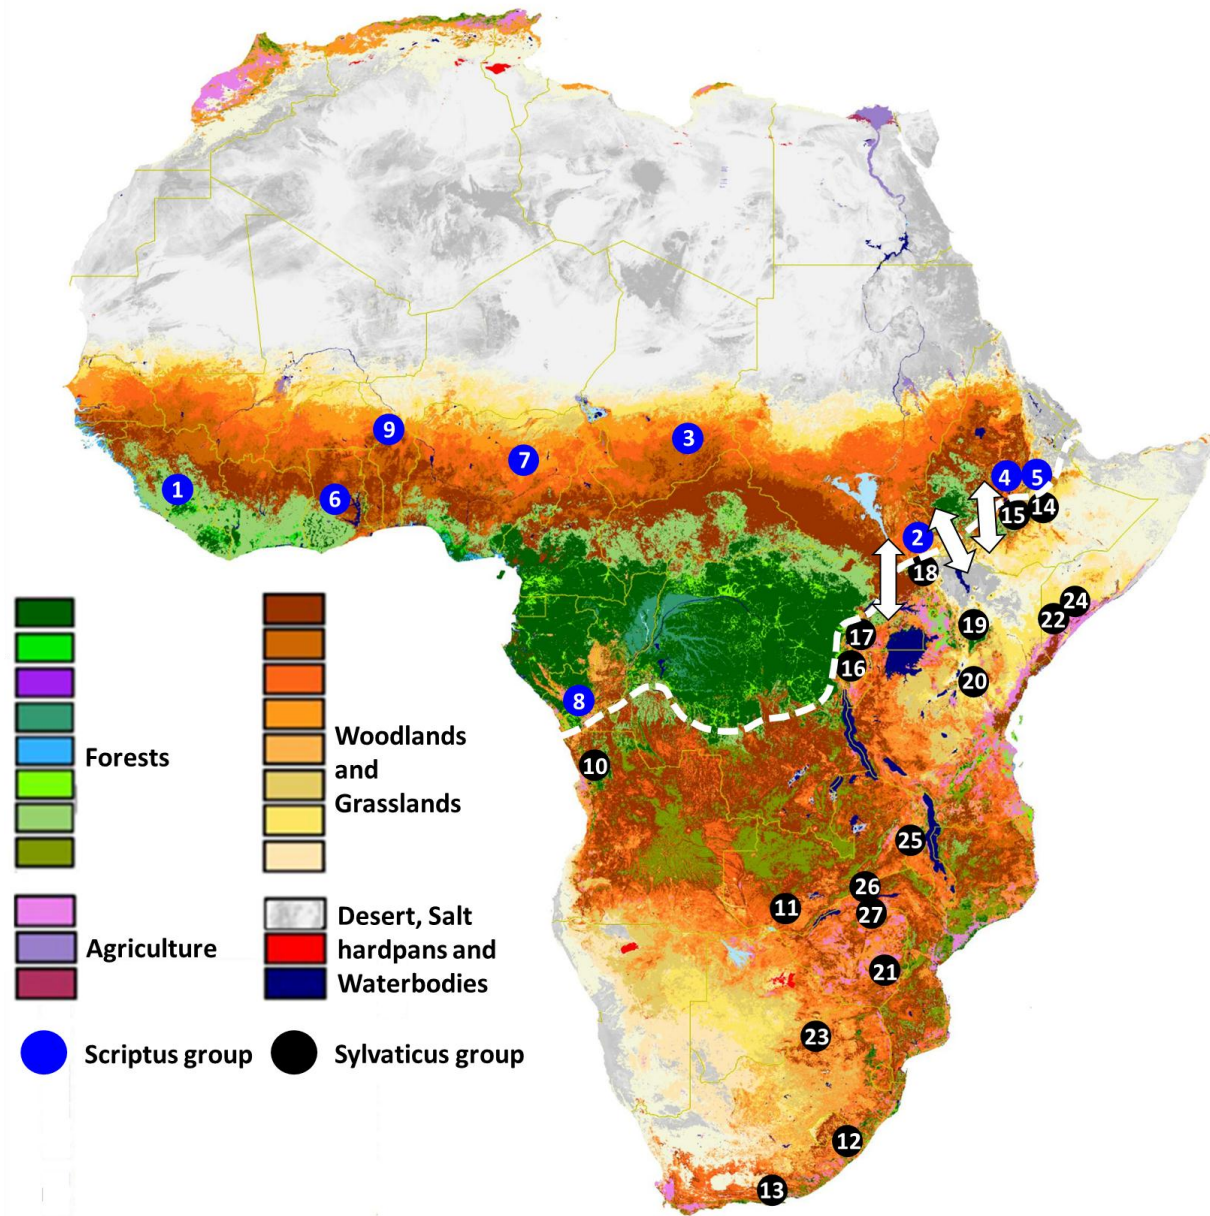 9
3
7
1
6
4
5
15
14
2
18
24
22
19
17
16
20
8
10
25
26
11
27
21
23
12
13
Forests
Woodlands
and
Grasslands
Agriculture
Desert, Salt
hardpans and
Waterbodies
Scriptus group
Sylvaticus group